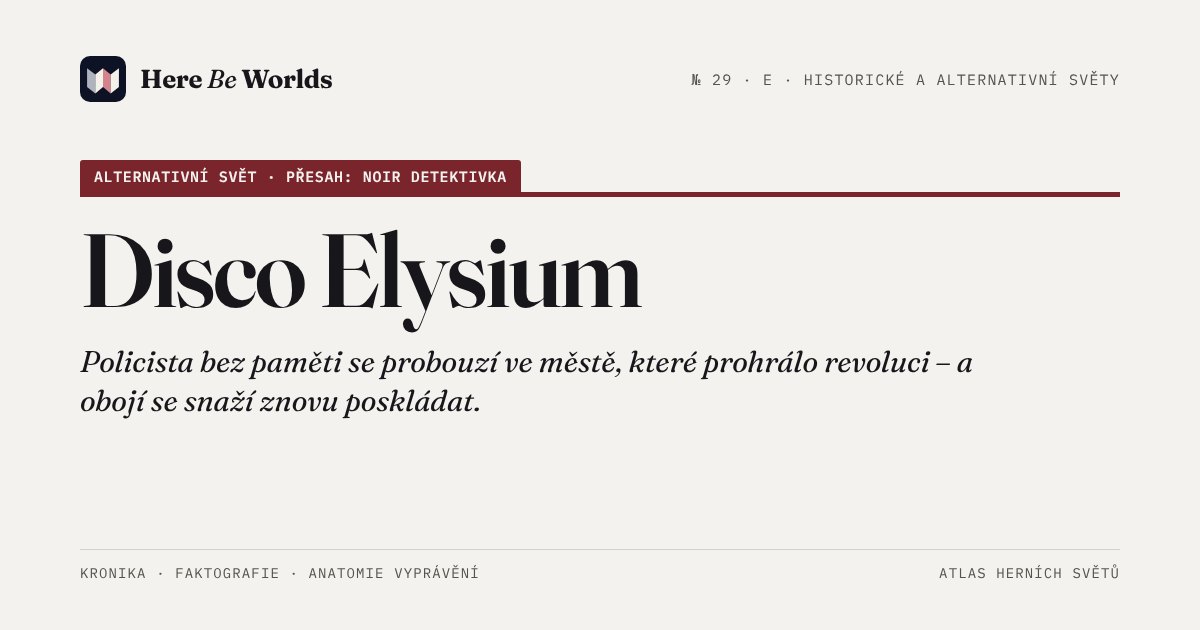 Here Be Worlds
№ 29 · E · HISTORICKÉ A ALTERNATIVNÍ SVĚTY
ALTERNATIVNÍ SVĚT · PŘESAH: NOIR DETEKTIVKA
Disco Elysium
Policista bez paměti se probouzí ve městě, které prohrálo revoluci – a
obojí se snaží znovu poskládat.
KRONIKA · FAKTOGRAFIE · ANATOMIE VYPRÁVĚNÍ
ATLAS HERNÍCH SVĚTŮ